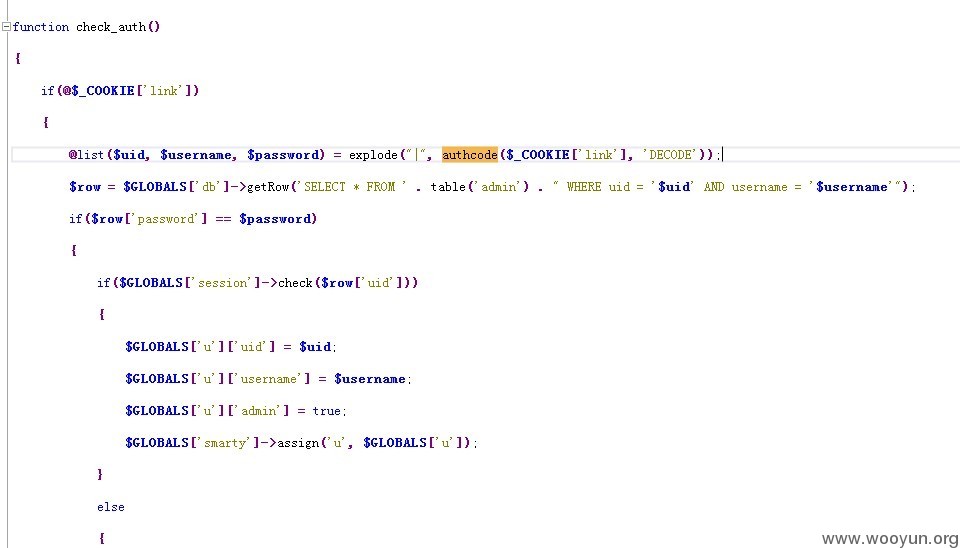 function check_auth()
{
if(@$_COOKIE['link'])
{
@list($uid, $username, $password) = explode("|", authcode($_COOKIE['link'], 'DECODE'));
$row = $GLOBALS['db']->getRow('SELECT * FROM ' . table('admin') . " WHERE uid = '$uid' AND username = '$username'");
if($row['password'] == $password)
{
if($GLOBALS['session']->check($row['uid']))
{
$GLOBALS['u']['uid'] = $uid;
$GLOBALS['u']['username'] = $username;
$GLOBALS['u']['admin'] = true;
$GLOBALS['smarty']->assign('u', $GLOBALS['u']);
}
else
{
www.wooyun.org